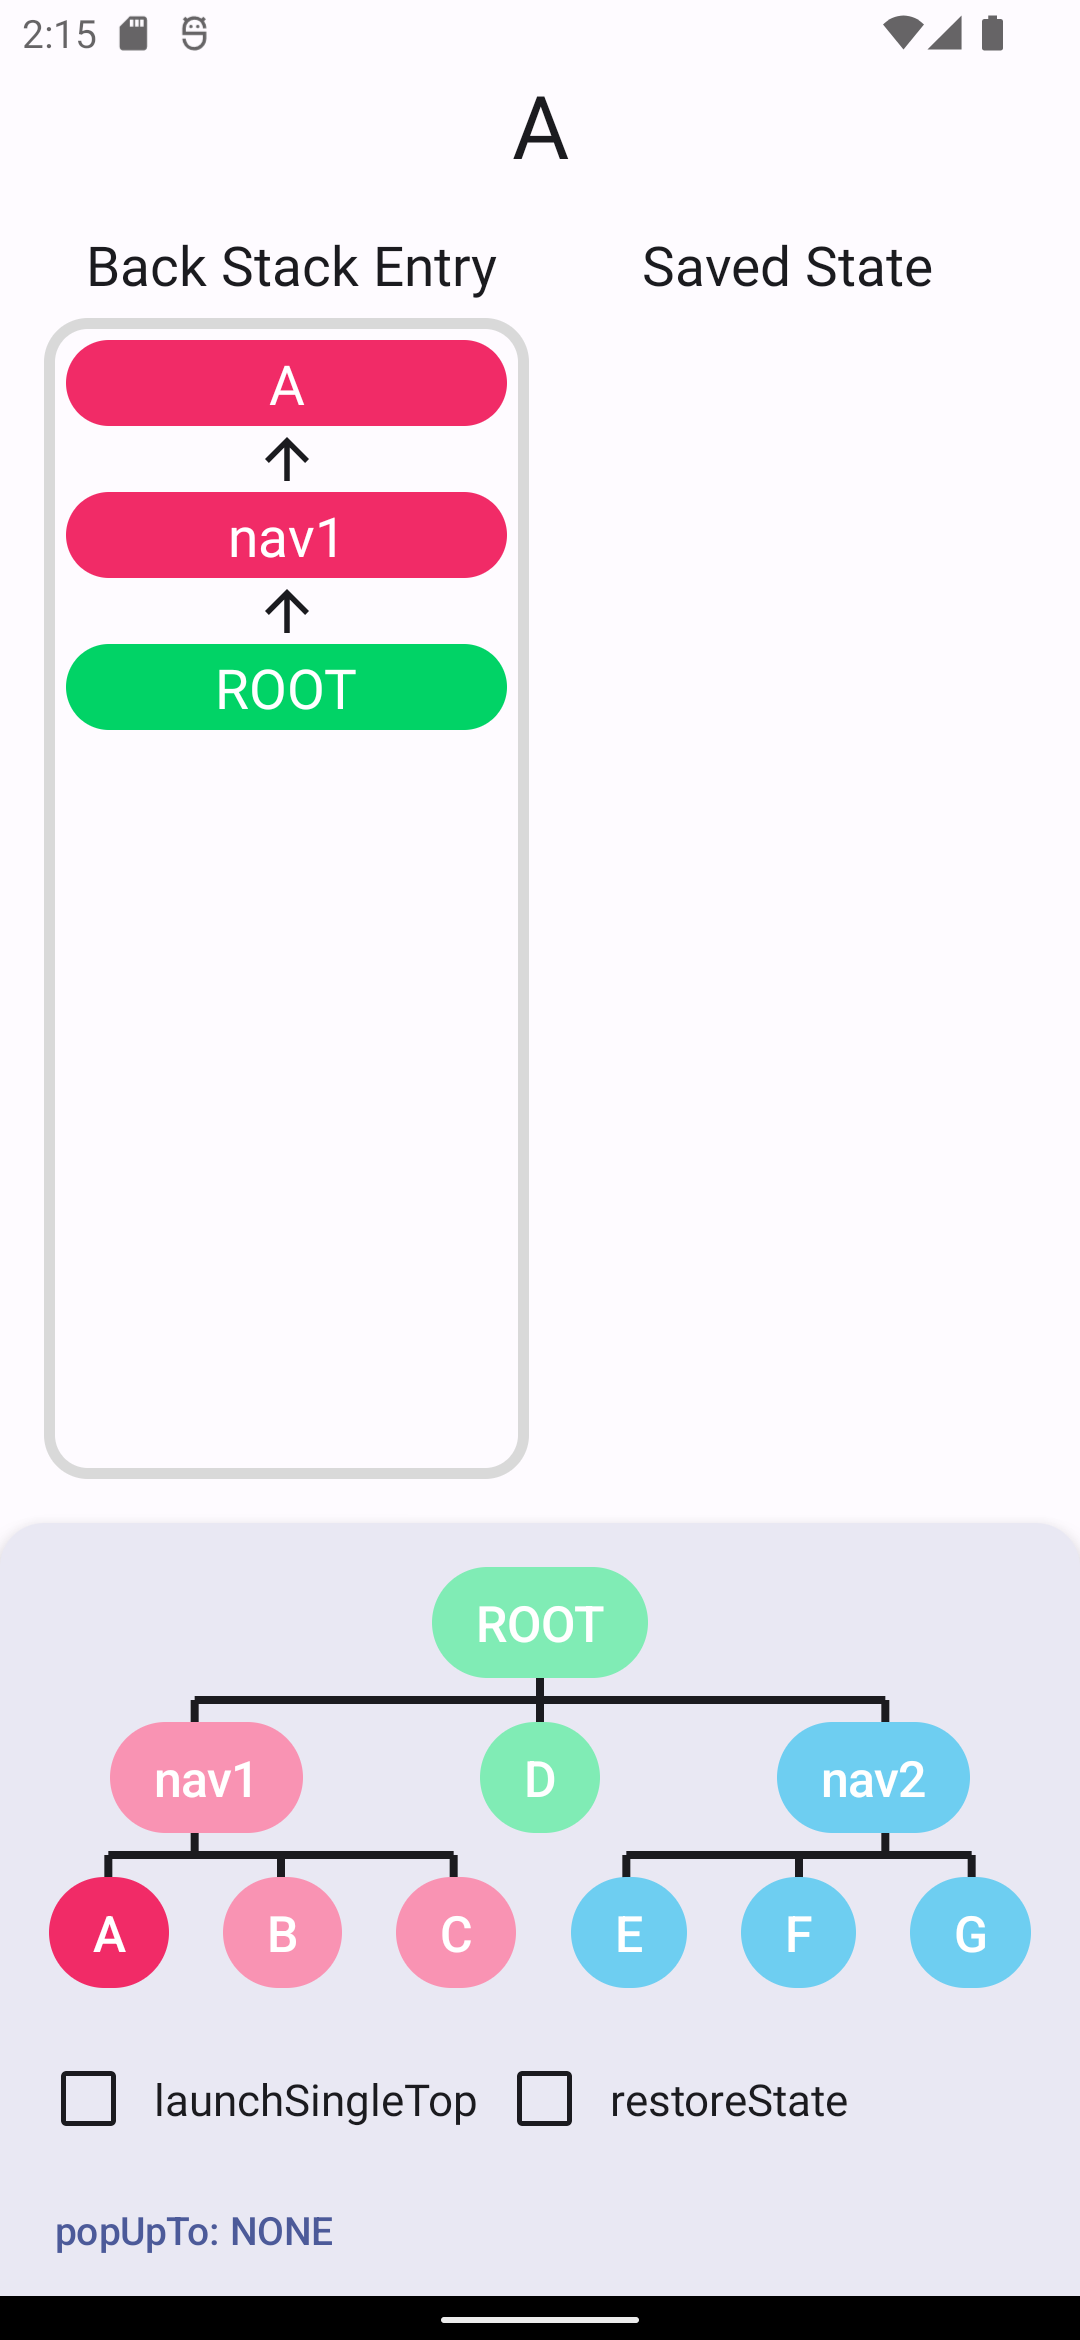 2:15
A
Back Stack Entry Saved State
A
nav1
ROOT
ROOT
nav1 D nav2
A B C E F G
launchSingleTop restoreState
popUpTo: NONE